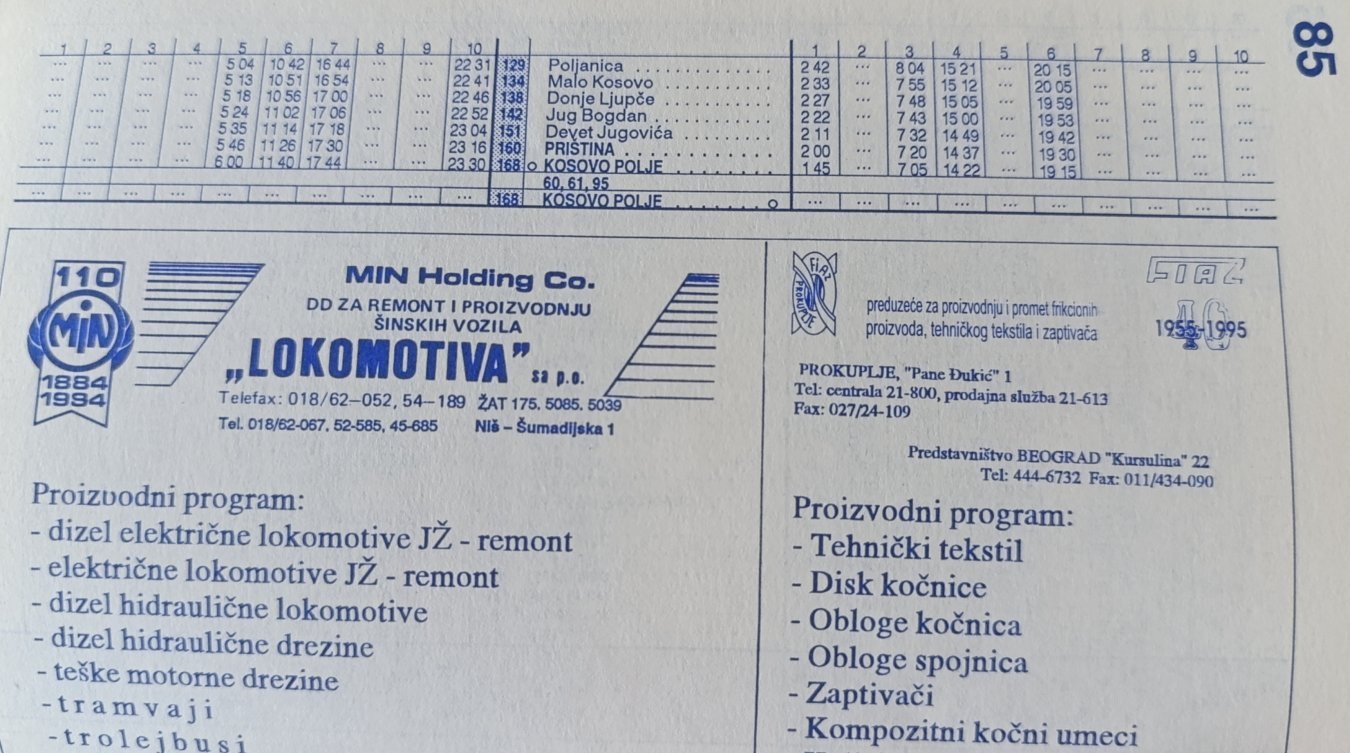 85
1 2 3 4 5 6 7 8 9 10 1 2 3 4 5 6 7 8 9 10
... ... ... ... 5 04 10 42 16 44 ... ... 22 31 129 Poljanica . . . . . . . . . . . . 2 42 ... 8 04 15 21 ... 20 15 ... ... ... ...
... ... ... ... 5 13 10 51 16 54 ... ... 22 41 134 Malo Kosovo . . . . . . . . . 2 33 ... 7 55 15 12 ... 20 05 ... ... ... ...
... ... ... ... 5 18 10 56 17 00 ... ... 22 46 138 Donje Ljupče . . . . . . . . . 2 27 ... 7 48 15 05 ... 19 59 ... ... ... ...
... ... ... ... 5 24 11 02 17 06 ... ... 22 52 142 Jug Bogdan . . . . . . . . . . 2 22 ... 7 43 15 00 ... 19 53 ... ... ... ...
... ... ... ... 5 35 11 14 17 18 ... ... 23 04 151 Devet Jugovića . . . . . . . . 2 11 ... 7 32 14 49 ... 19 42 ... ... ... ...
... ... ... ... 5 46 11 26 17 30 ... ... 23 16 160 PRIŠTINA . . . . . . . . . . . 2 00 ... 7 20 14 37 ... 19 30 ... ... ... ...
... ... ... ... 6 00 11 40 17 44 ... ... 23 30 168 o KOSOVO POLJE . . . . . . . . 1 45 ... 7 05 14 22 ... 19 15 ... ... ... ...
60, 61, 95
... ... ... ... ... ... ... ... ... ... 168 KOSOVO POLJE . . . . . . . o ... ... ... ... ... ... ... ... ... ...
110
MIN
1884
1994
MIN Holding Co.
DD ZA REMONT I PROIZVODNJU
ŠINSKIH VOZILA
„LOKOMOTIVA” sa p.o.
Telefax: 018/62–052, 54–189 ŽAT 175. 5085. 5039
Tel. 018/62-067, 52-585, 45-685 Niš – Šumadijska 1
Proizvodni program:
- dizel električne lokomotive JŽ - remont
- električne lokomotive JŽ - remont
- dizel hidraulične lokomotive
- dizel hidraulične drezine
- teške motorne drezine
- tramvaji
- trolejbusi
FIAZ
PROKUPLJE
FIAZ
preduzeće za proizvodnju i promet frikcionih
proizvoda, tehničkog tekstila i zaptivača
40
1955-1995
PROKUPLJE, "Pane Đukić" 1
Tel: centrala 21-800, prodajna služba 21-613
Fax: 027/24-109
Predstavništvo BEOGRAD "Kursulina" 22
Tel: 444-6732 Fax: 011/434-090
Proizvodni program:
- Tehnički tekstil
- Disk kočnice
- Obloge kočnica
- Obloge spojnica
- Zaptivači
- Kompozitni kočni umeci